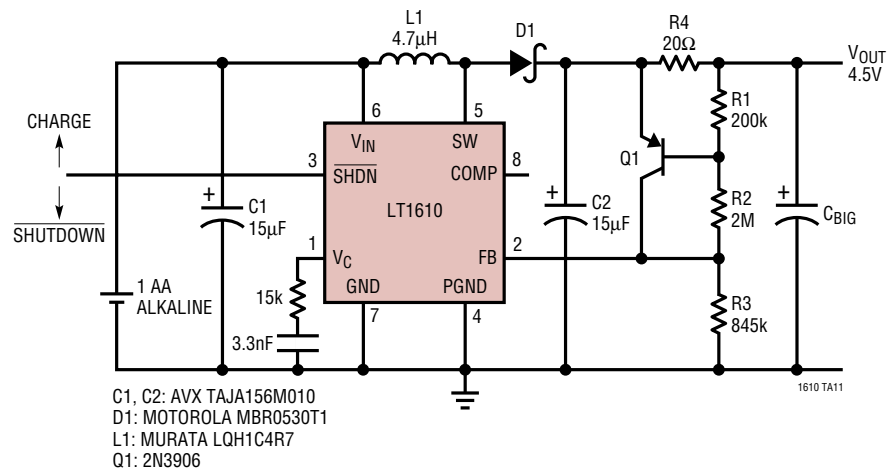 L1
4.7µH
D1
R4
20Ω
VOUT
4.5V
CHARGE
SHUTDOWN
6
5
VIN
SW
3
SHDN
COMP
8
LT1610
1
VC
FB
2
GND
PGND
7
4
+
C1
15µF
1 AA
ALKALINE
15k
3.3nF
Q1
+
C2
15µF
R1
200k
R2
2M
R3
845k
+
CBIG
1610 TA11
C1, C2: AVX TAJA156M010
D1: MOTOROLA MBR0530T1
L1: MURATA LQH1C4R7
Q1: 2N3906